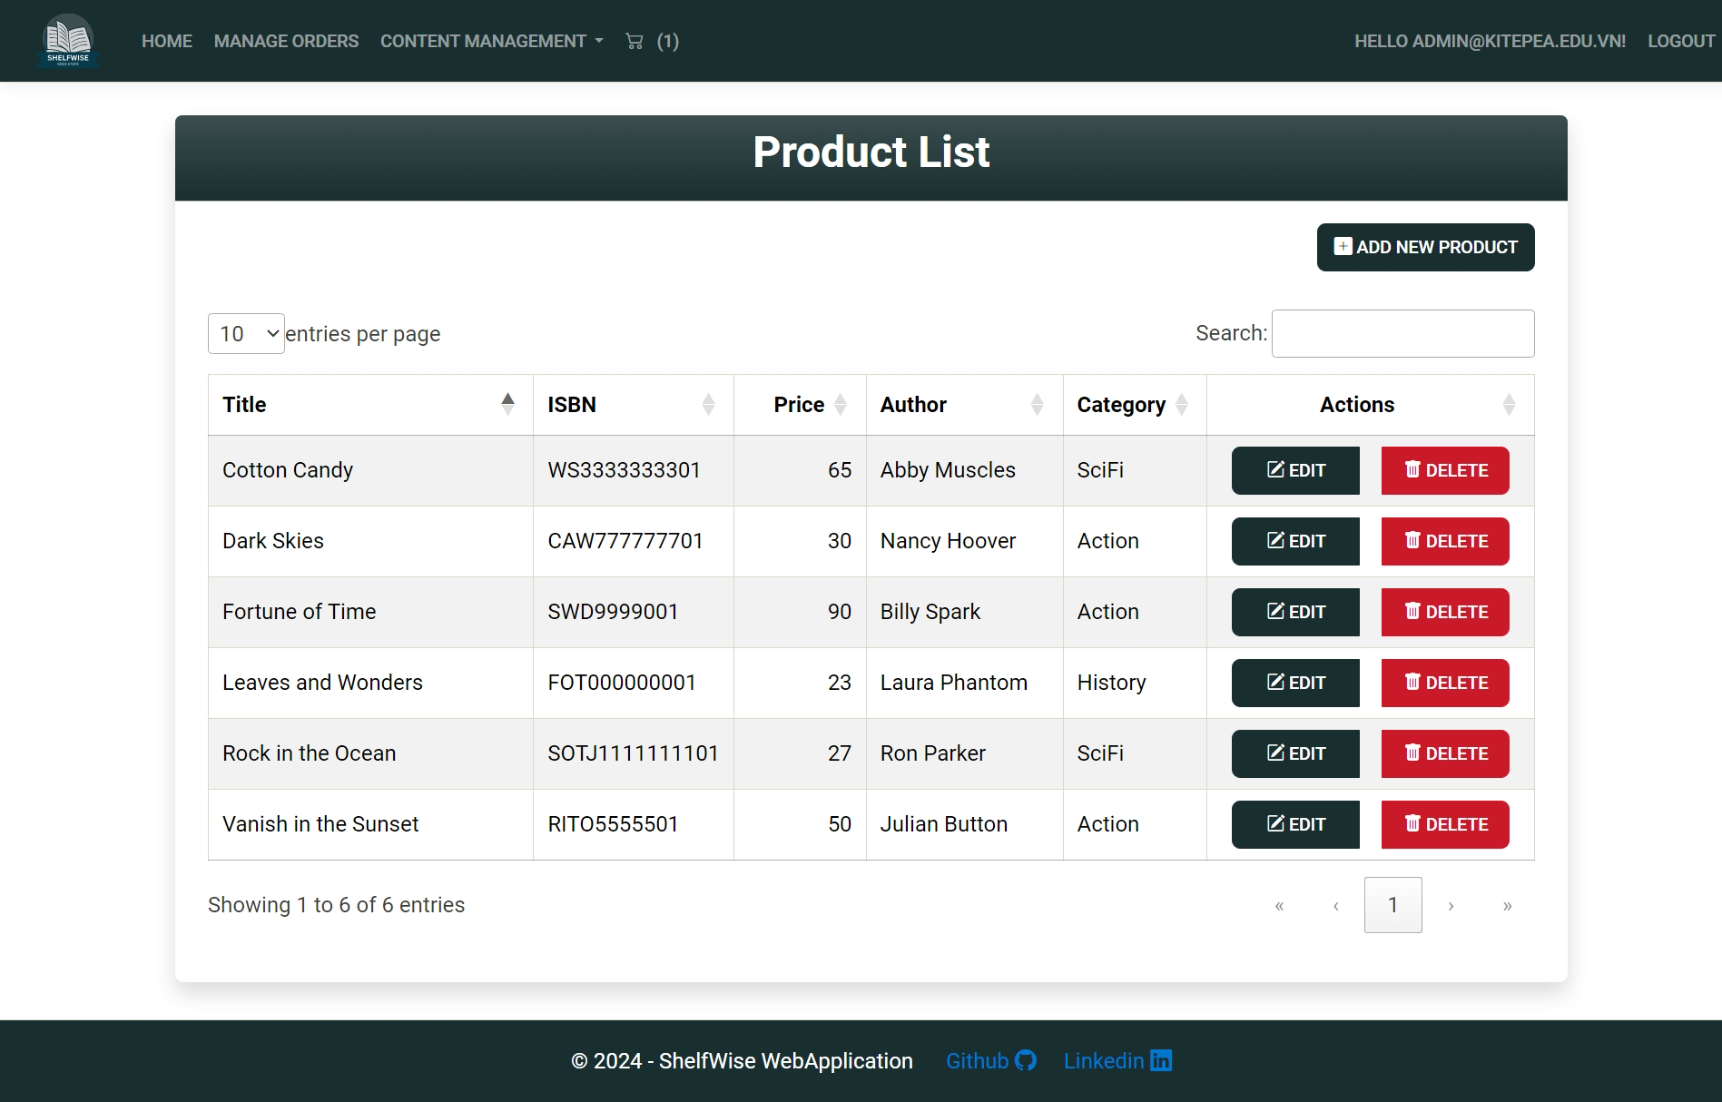 SHELFWISE
HOME MANAGE ORDERS CONTENT MANAGEMENT (1) HELLO ADMIN@KITEPEA.EDU.VN! LOGOUT
Product List
ADD NEW PRODUCT
10 entries per page Search:
Title ISBN Price Author Category Actions
Cotton Candy WS3333333301 65 Abby Muscles SciFi EDIT DELETE
Dark Skies CAW777777701 30 Nancy Hoover Action EDIT DELETE
Fortune of Time SWD9999001 90 Billy Spark Action EDIT DELETE
Leaves and Wonders FOT000000001 23 Laura Phantom History EDIT DELETE
Rock in the Ocean SOTJ1111111101 27 Ron Parker SciFi EDIT DELETE
Vanish in the Sunset RITO5555501 50 Julian Button Action EDIT DELETE
Showing 1 to 6 of 6 entries « ‹ 1 › »
© 2024 - ShelfWise WebApplication Github Linkedin